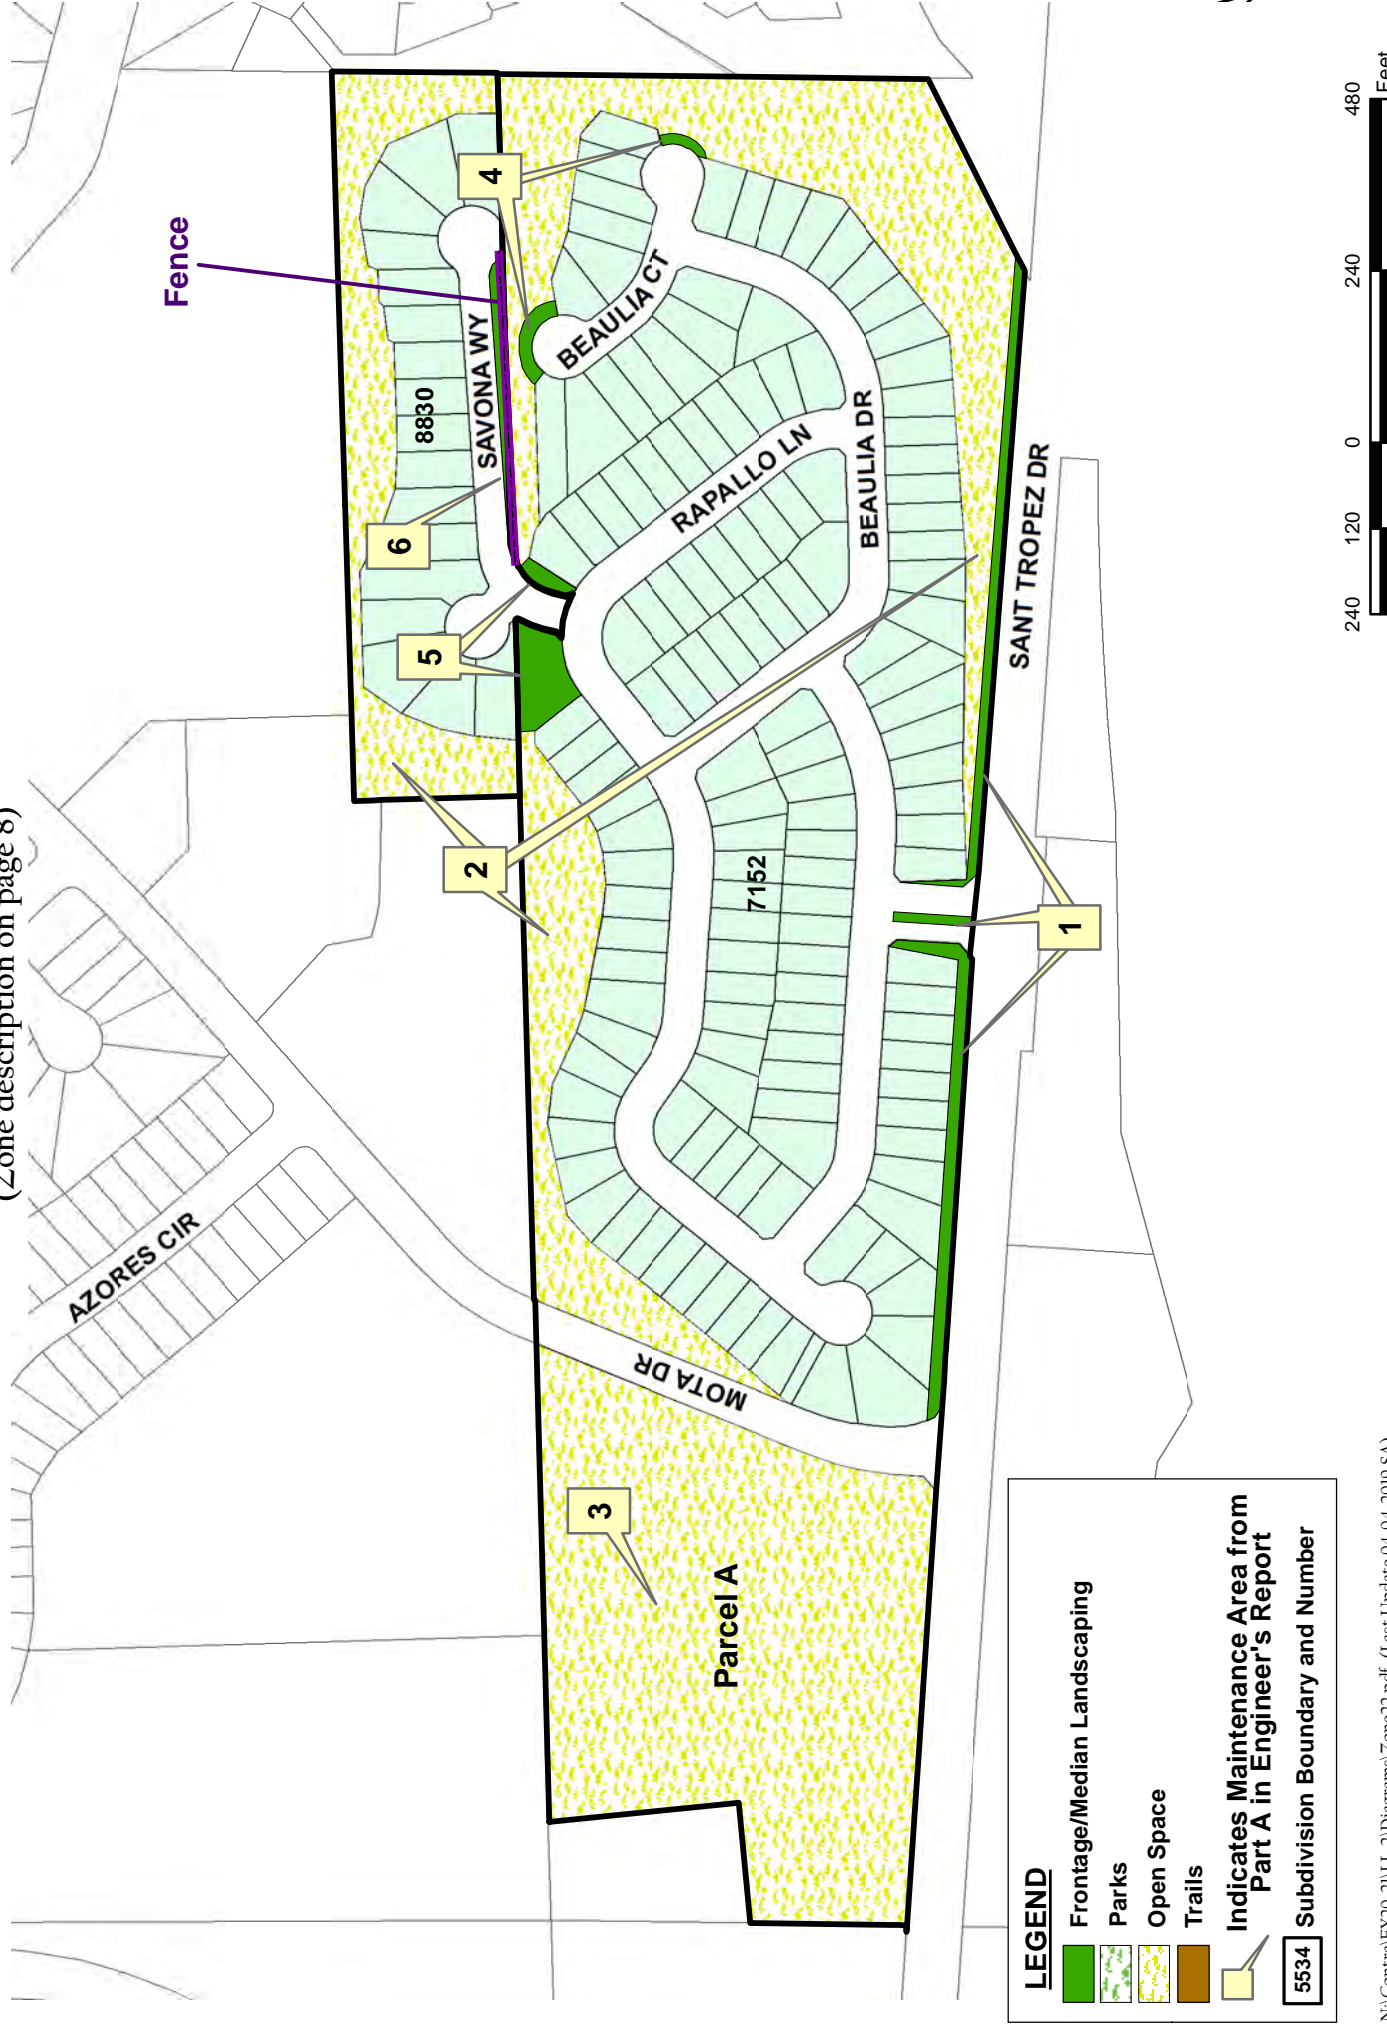 (Zone description on page 8)
Fence
4
SAVONA WY
8830
BEAULIA CT
6
RAPALLO LN
BEAULIA DR
5
SANT TROPEZ DR
2
7152
1
AZORES CIR
MOTA DR
3
Parcel A
LEGEND
Frontage/Median Landscaping
Parks
Open Space
Trails
Indicates Maintenance Area from
Part A in Engineer's Report
5534
Subdivision Boundary and Number
240 120 0 240 480
Feet